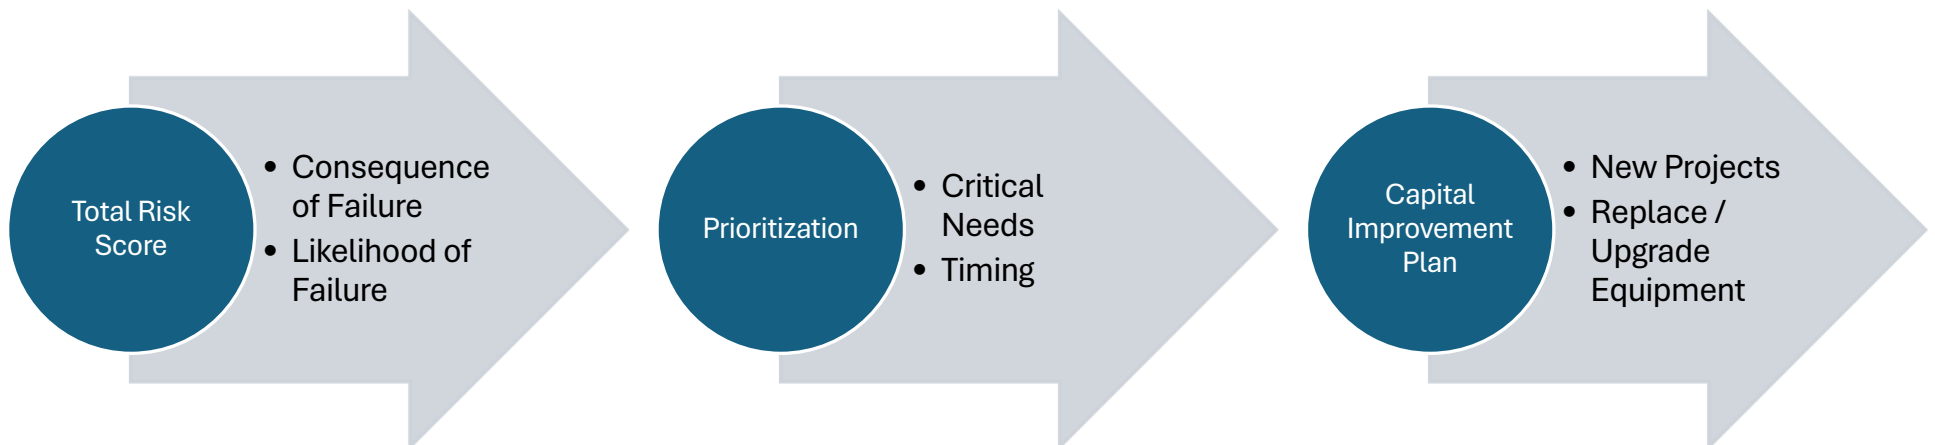 Total Risk
Score
• Consequence
of Failure
• Likelihood of
Failure
Prioritization
• Critical
Needs
• Timing
Capital
Improvement
Plan
• New Projects
• Replace /
Upgrade
Equipment